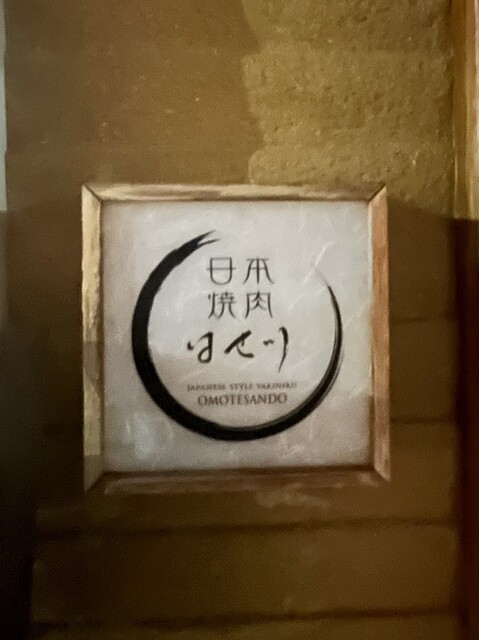 日本
焼肉
はせ川
JAPANESE STYLE YAKINIKU
OMOTESANDO